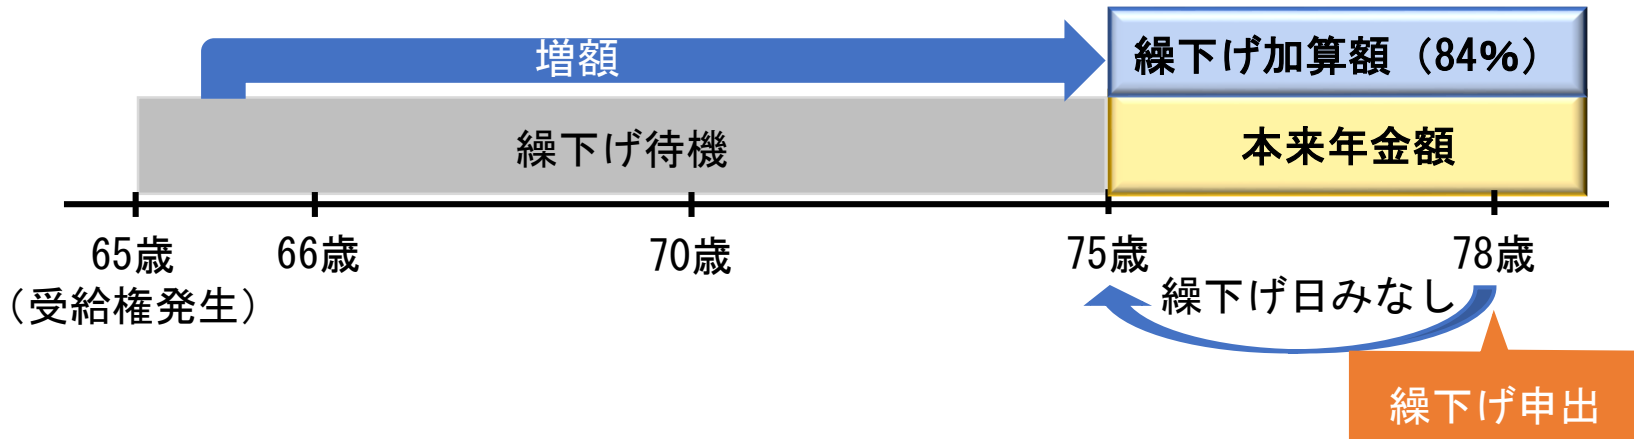 増額
繰下げ加算額（84%）
繰下げ待機
本来年金額
65歳
66歳
70歳
75歳
78歳
（受給権発生）
繰下げ日みなし
繰下げ申出